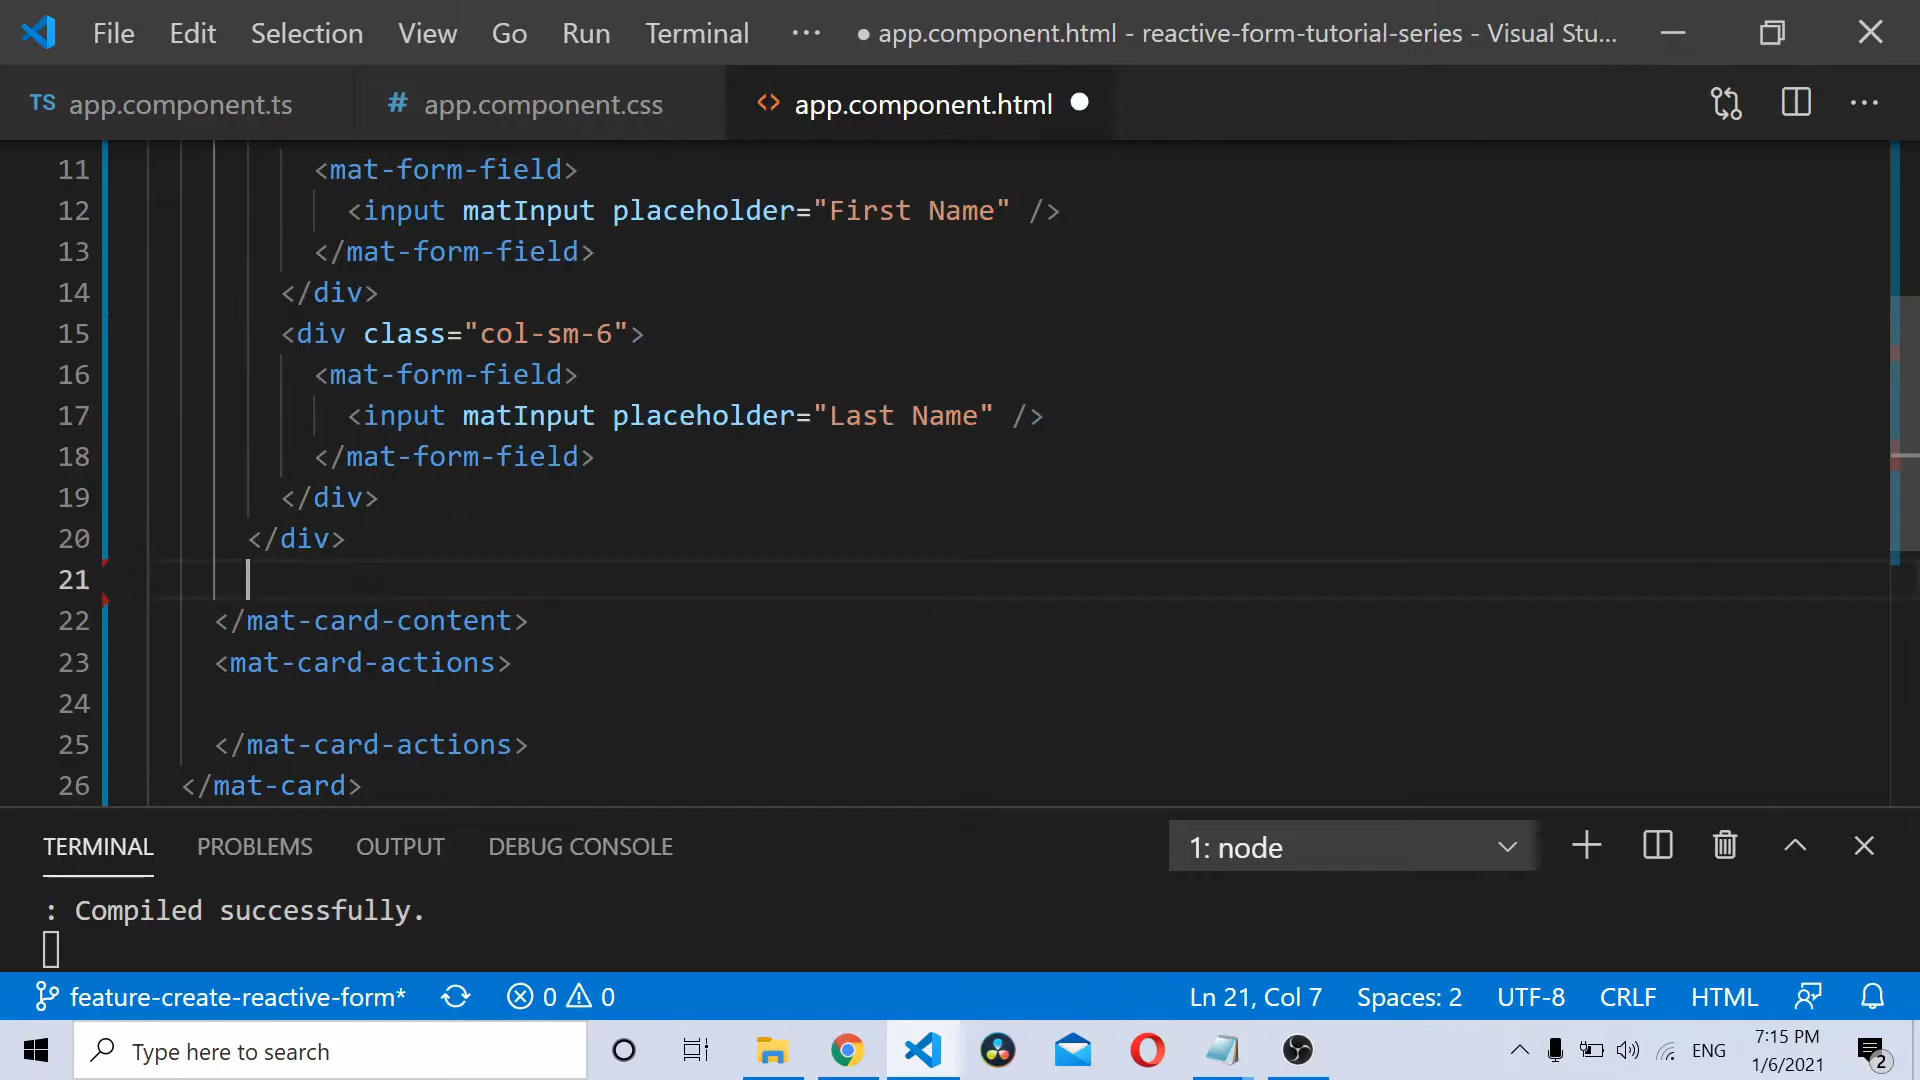 File Edit Selection View Go Run Terminal ··· ● app.component.html - reactive-form-tutorial-series - Visual Stu...
TS app.component.ts # app.component.css <> app.component.html ●
11 <mat-form-field>
12 <input matInput placeholder="First Name" />
13 </mat-form-field>
14 </div>
15 <div class="col-sm-6">
16 <mat-form-field>
17 <input matInput placeholder="Last Name" />
18 </mat-form-field>
19 </div>
20 </div>
21
22 </mat-card-content>
23 <mat-card-actions>
24
25 </mat-card-actions>
26 </mat-card>
TERMINAL PROBLEMS OUTPUT DEBUG CONSOLE 1: node
: Compiled successfully.
feature-create-reactive-form* 0 0 Ln 21, Col 7 Spaces: 2 UTF-8 CRLF HTML
Type here to search ENG 7:15 PM
1/6/2021 2